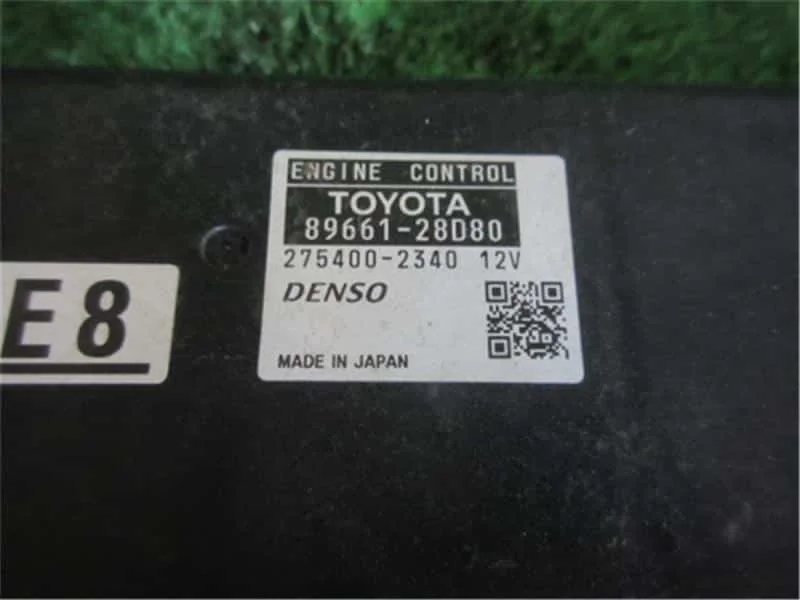 ENGINE CONTROL
TOYOTA
89661-28D80
275400-2340 12V
DENSO
MADE IN JAPAN
E8